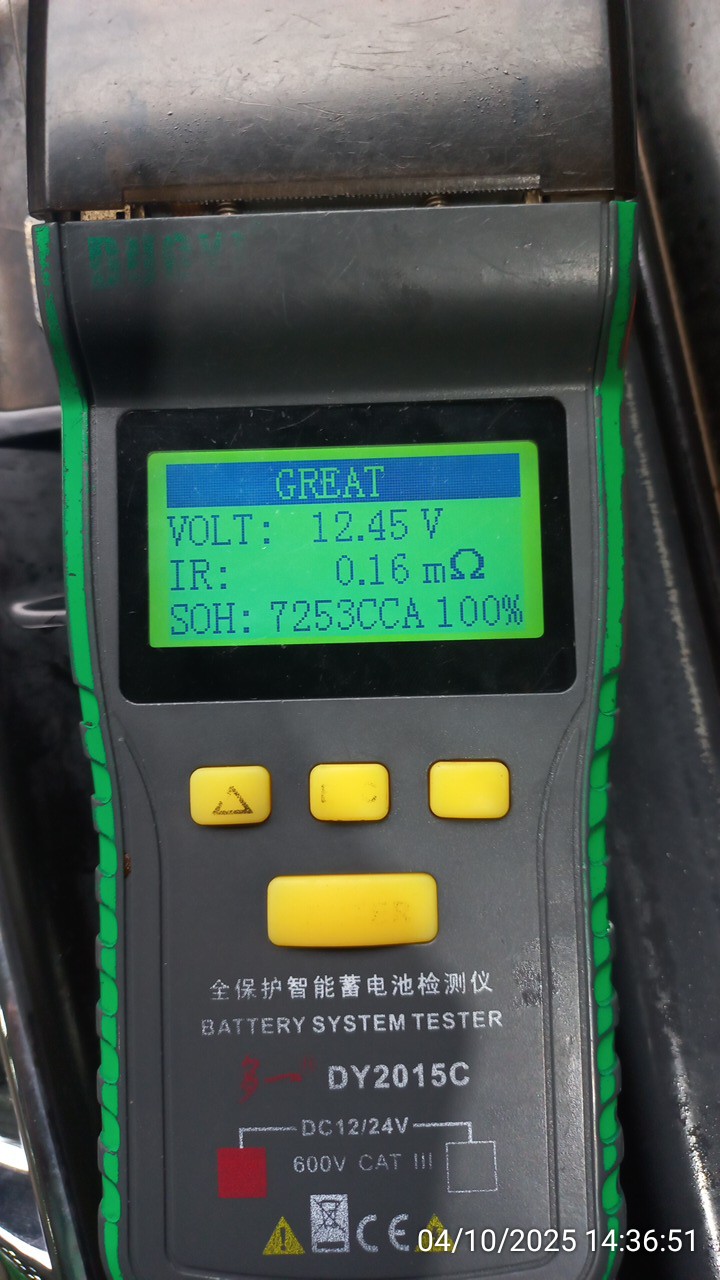 GREAT
VOLT: 12.45 V
IR: 0.16 mΩ
SOH: 7253CCA 100%
全保护智能蓄电池检测仪
BATTERY SYSTEM TESTER
DY2015C
DC12/24V
600V CAT III
CE
04/10/2025 14:36:51